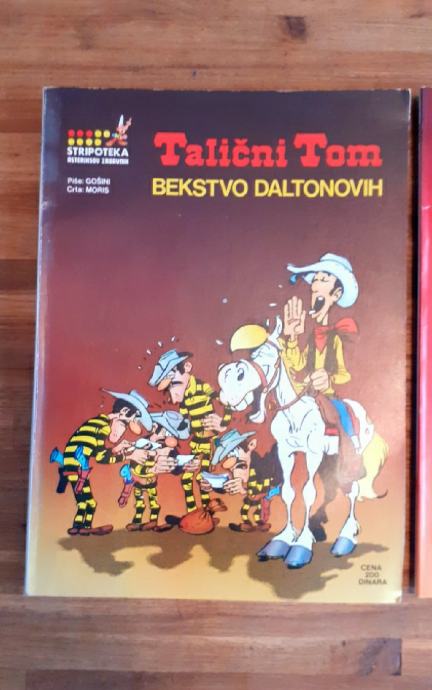 STRIPOTEKA
ASTERIKSOV ZABAVNIK
Piše: GOŠINI
Crta: MORIS
Talični Tom
BEKSTVO DALTONOVIH
CENA
200
DINARA